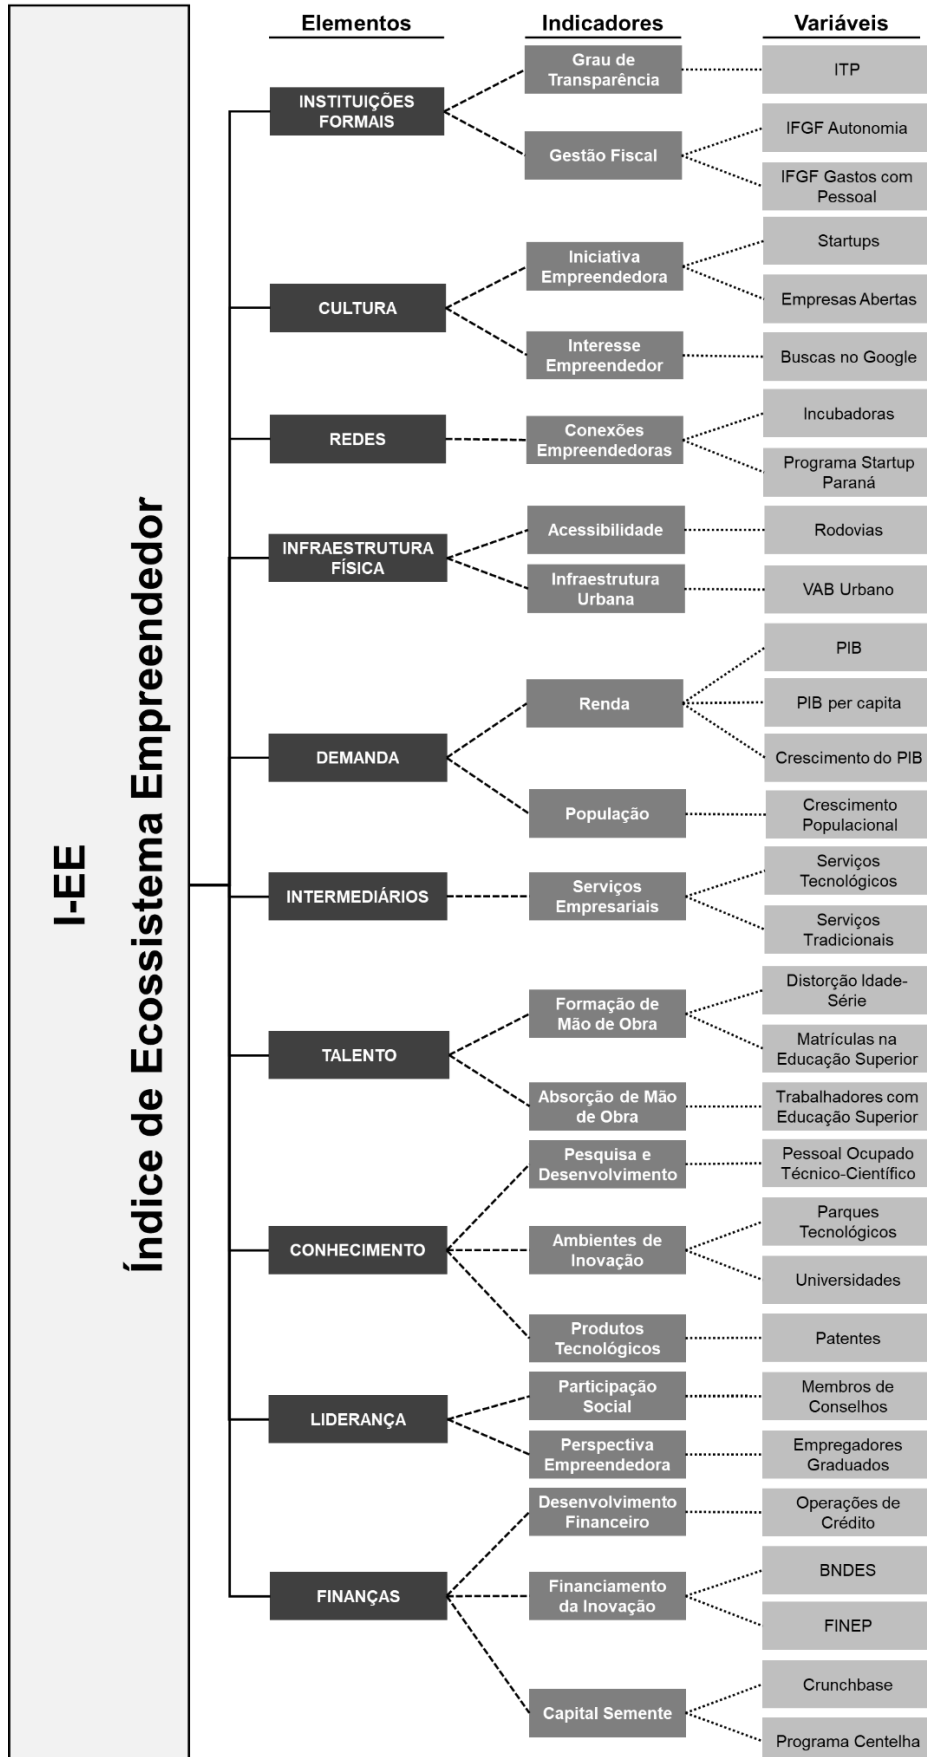 Elementos
Indicadores
Variáveis
I-EE
Índice de Ecossistema Empreendedor
INSTITUIÇÕES
FORMAIS
Grau de
Transparência
ITP
Gestão Fiscal
IFGF Autonomia
IFGF Gastos com
Pessoal
CULTURA
Iniciativa
Empreendedora
Startups
Empresas Abertas
Interesse
Empreendedor
Buscas no Google
REDES
Conexões
Empreendedoras
Incubadoras
Programa Startup
Paraná
INFRAESTRUTURA
FÍSICA
Acessibilidade
Rodovias
Infraestrutura
Urbana
VAB Urbano
DEMANDA
Renda
PIB
PIB per capita
Crescimento do PIB
População
Crescimento
Populacional
INTERMEDIÁRIOS
Serviços
Empresariais
Serviços
Tecnológicos
Serviços
Tradicionais
TALENTO
Formação de
Mão de Obra
Distorção Idade-
Série
Matrículas na
Educação Superior
Absorção de Mão
de Obra
Trabalhadores com
Educação Superior
CONHECIMENTO
Pesquisa e
Desenvolvimento
Pessoal Ocupado
Técnico-Científico
Ambientes de
Inovação
Parques
Tecnológicos
Universidades
Produtos
Tecnológicos
Patentes
LIDERANÇA
Participação
Social
Membros de
Conselhos
Perspectiva
Empreendedora
Empregadores
Graduados
FINANÇAS
Desenvolvimento
Financeiro
Operações de
Crédito
Financiamento
da Inovação
BNDES
FINEP
Capital Semente
Crunchbase
Programa Centelha